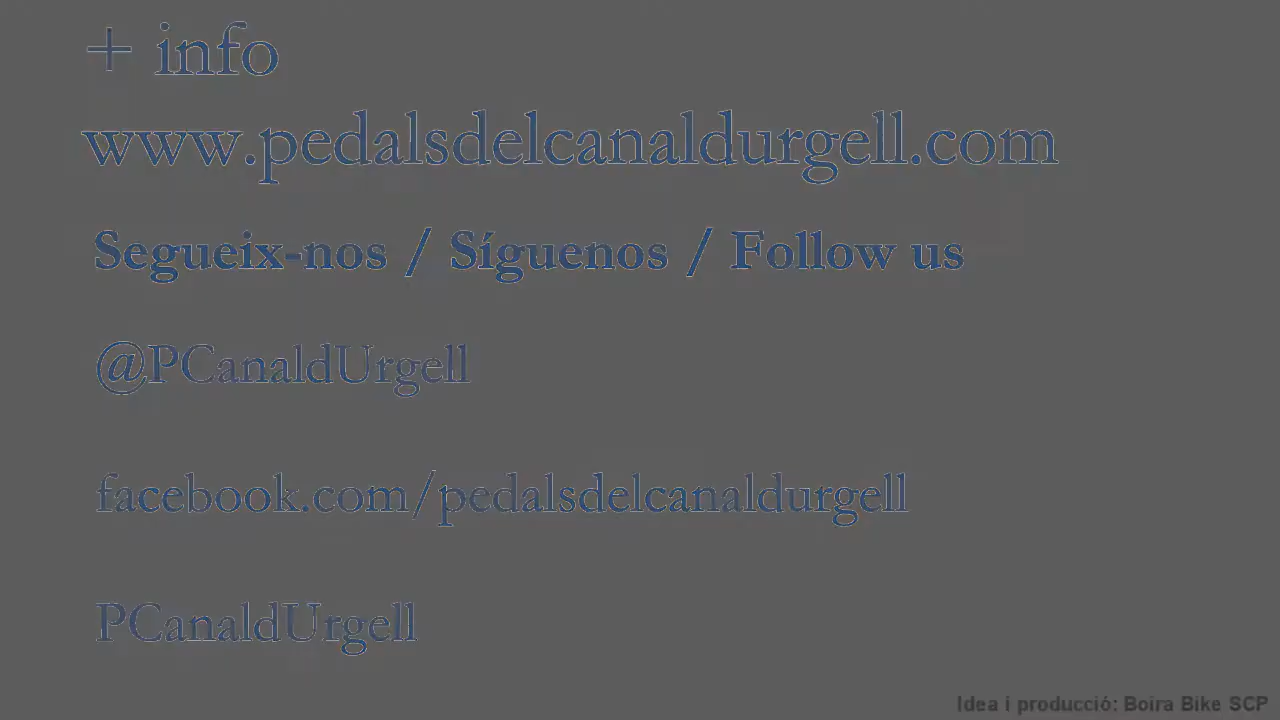 + info
www.pedalsdelcanaldurgell.com
Segueix-nos / Síguenos / Follow us
@PCanaldUrgell
facebook.com/pedalsdelcanaldurgell
PCanaldUrgell
Idea i producció: Boira Bike SCP